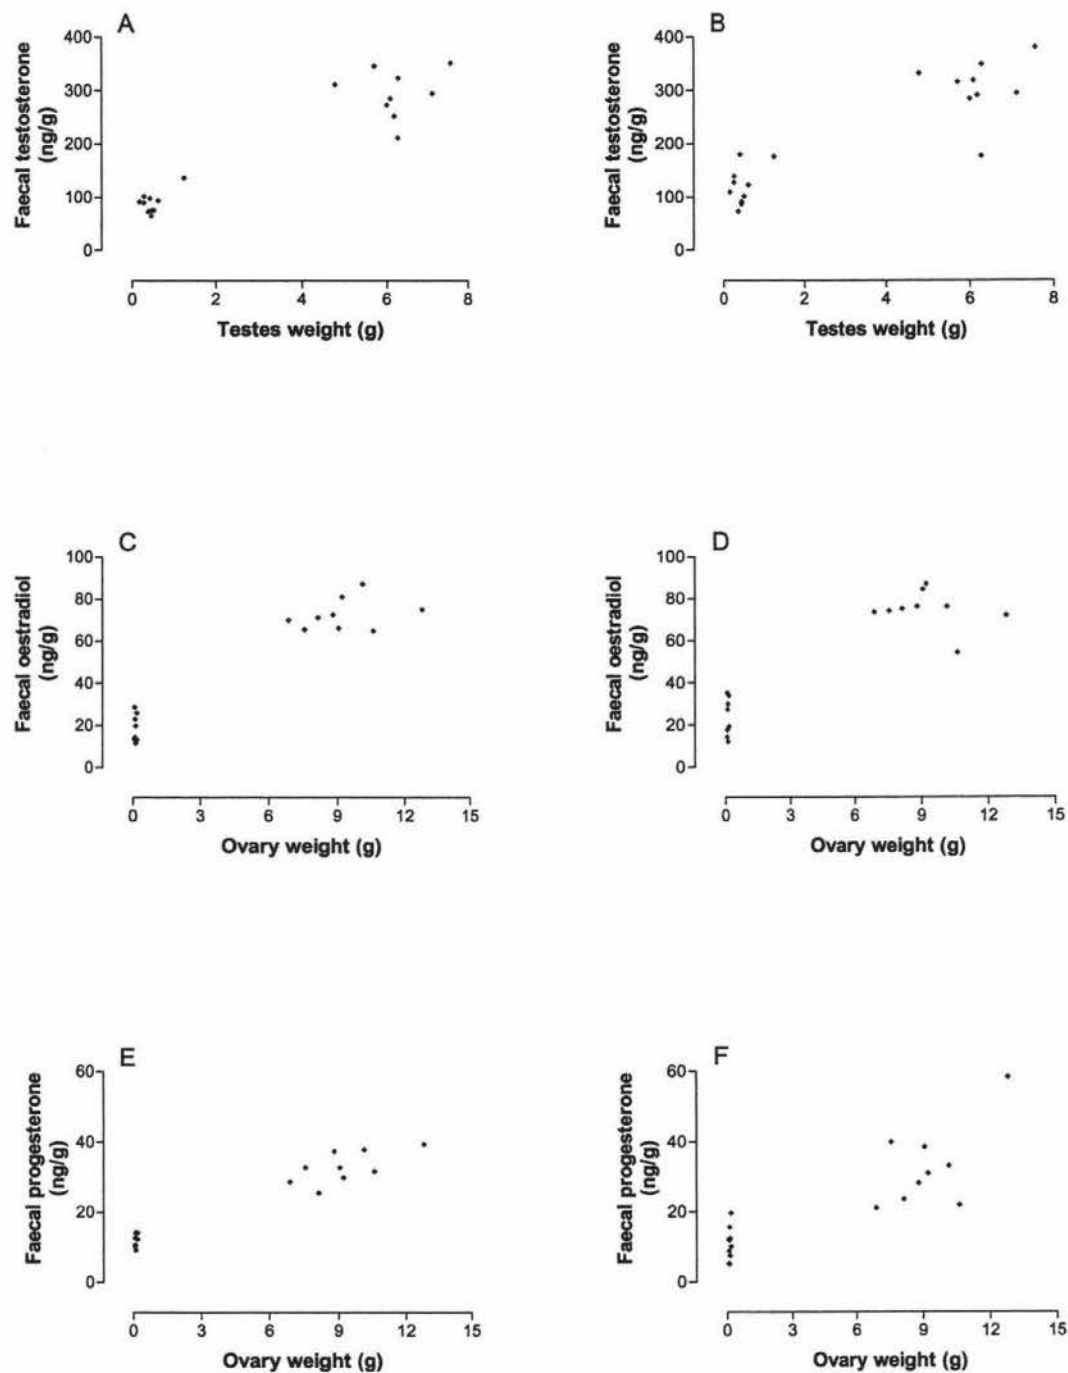 A
Faecal testosterone
(ng/g)
400
300
200
100
0
0 2 4 6 8
Testes weight (g)
B
Faecal testosterone
(ng/g)
400
300
200
100
0
0 2 4 6 8
Testes weight (g)
C
Faecal oestradiol
(ng/g)
100
80
60
40
20
0
0 3 6 9 12 15
Ovary weight (g)
D
Faecal oestradiol
(ng/g)
100
80
60
40
20
0
0 3 6 9 12 15
Ovary weight (g)
E
Faecal progesterone
(ng/g)
60
40
20
0
0 3 6 9 12 15
Ovary weight (g)
F
Faecal progesterone
(ng/g)
60
40
20
0
0 3 6 9 12 15
Ovary weight (g)